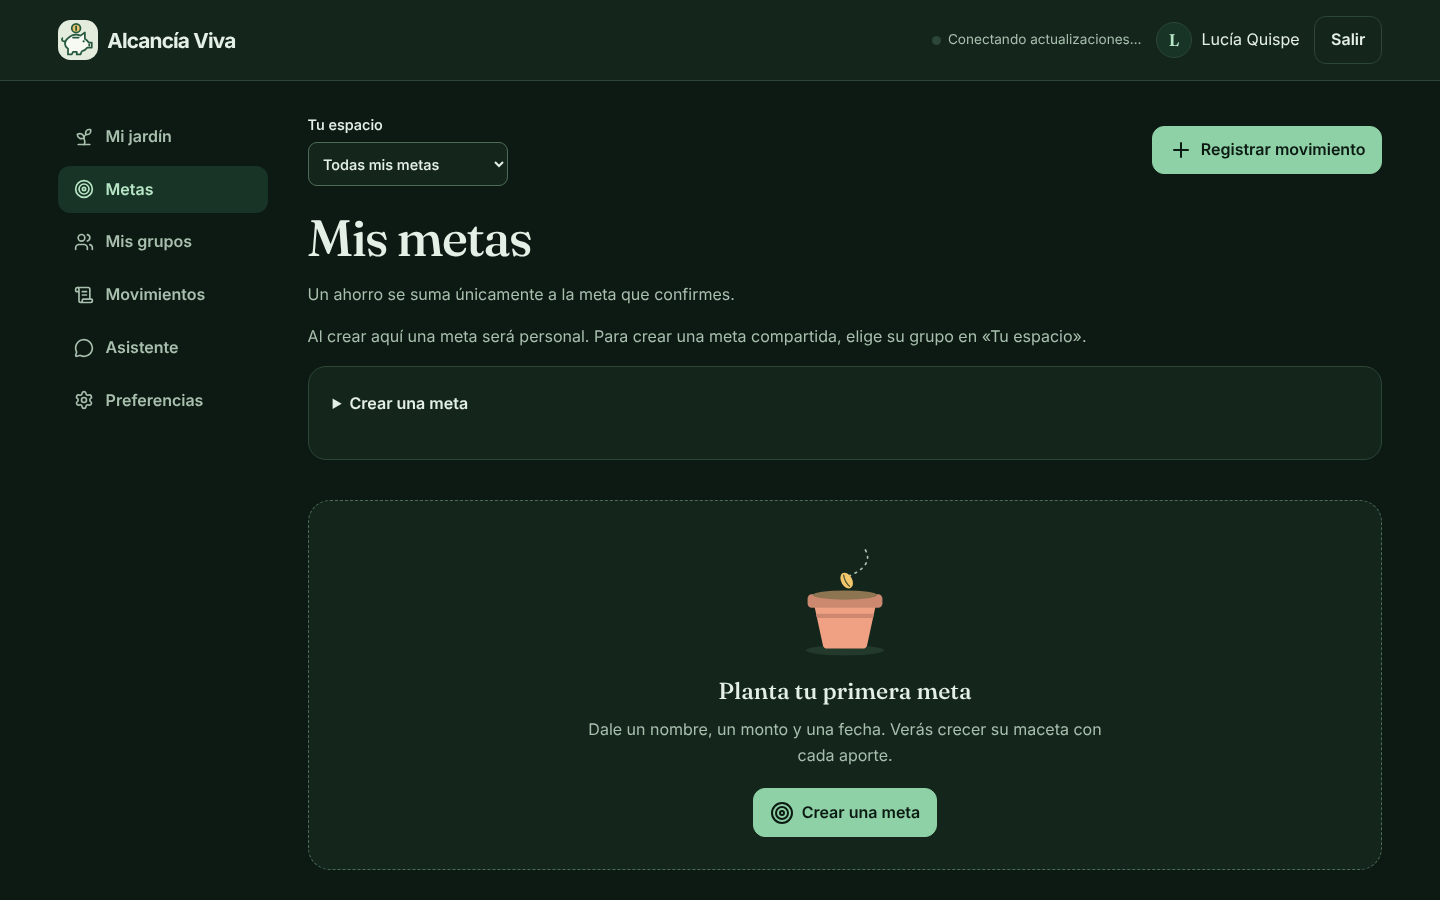 Alcancía Viva
Conectando actualizaciones...
L
Lucía Quispe
Salir
Mi jardín
Metas
Mis grupos
Movimientos
Asistente
Preferencias
Tu espacio
Todas mis metas
Registrar movimiento
Mis metas
Un ahorro se suma únicamente a la meta que confirmes.
Al crear aquí una meta será personal. Para crear una meta compartida, elige su grupo en «Tu espacio».
Crear una meta
Planta tu primera meta
Dale un nombre, un monto y una fecha. Verás crecer su maceta con
cada aporte.
Crear una meta